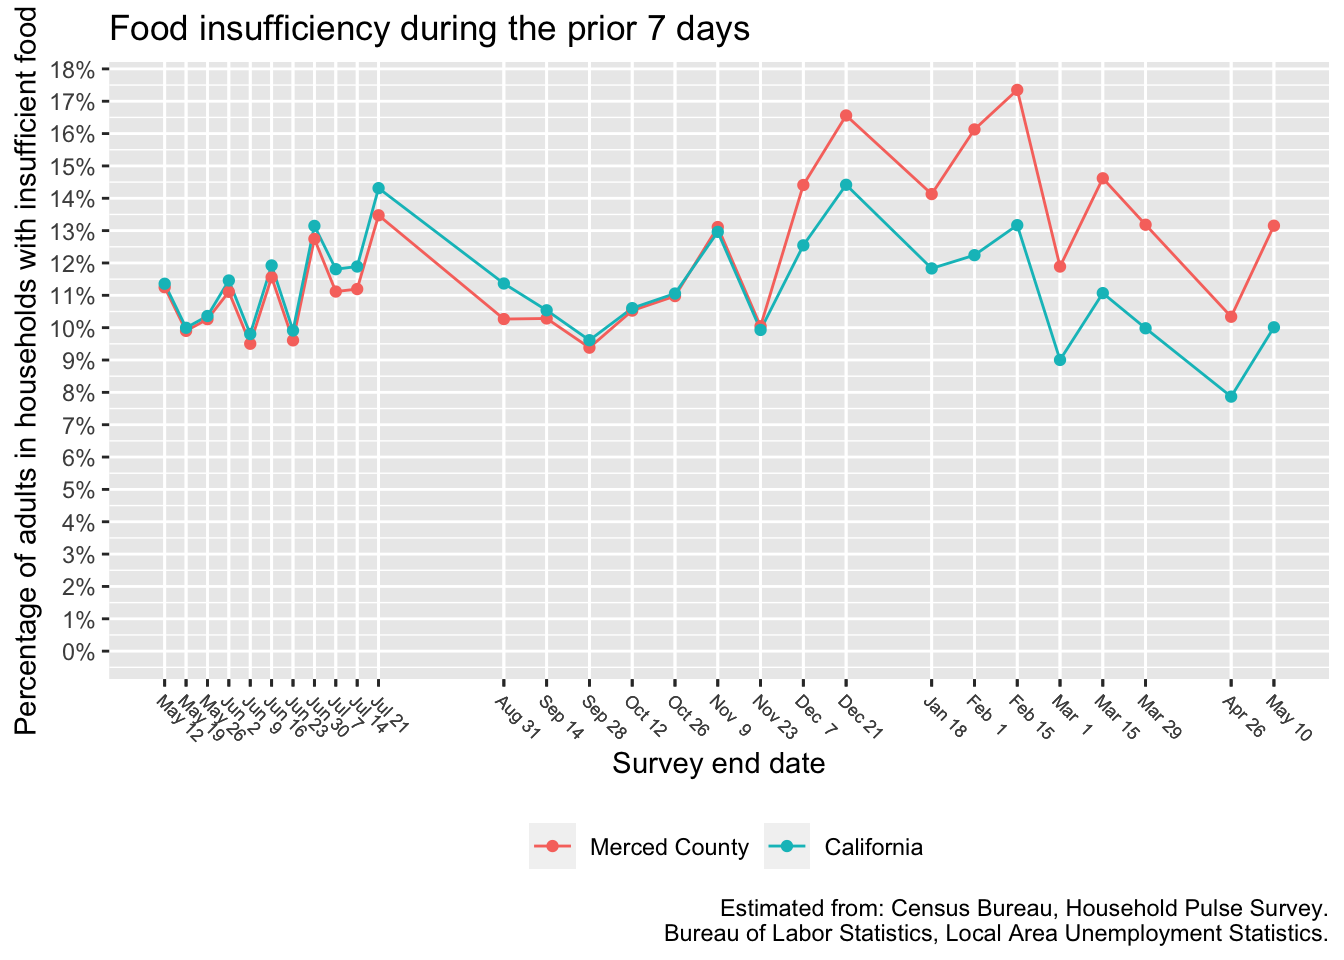 Food insufficiency during the prior 7 days
Percentage of adults in households with insufficient food
18%
17%
16%
15%
14%
13%
12%
11%
10%
9%
8%
7%
6%
5%
4%
3%
2%
1%
0%
May 12
May 19
May 26
Jun 2
Jun 9
Jun 16
Jun 23
Jun 30
Jul 7
Jul 14
Jul 21
Aug 31
Sep 14
Sep 28
Oct 12
Oct 26
Nov 9
Nov 23
Dec 7
Dec 21
Jan 18
Feb 1
Feb 15
Mar 1
Mar 15
Mar 29
Apr 26
May 10
Survey end date
Merced County
California
Estimated from: Census Bureau, Household Pulse Survey.
Bureau of Labor Statistics, Local Area Unemployment Statistics.